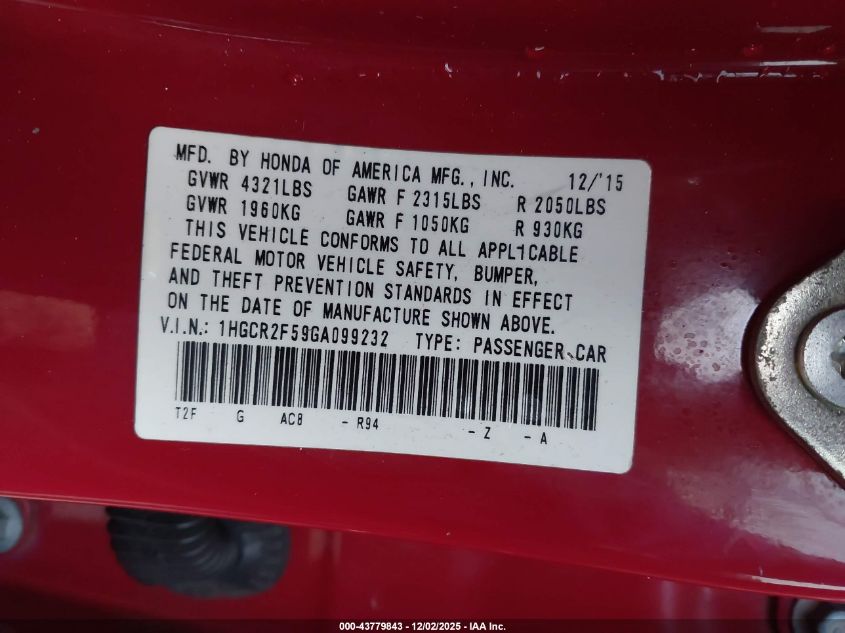 MFD. BY HONDA OF AMERICA MFG., INC. 12/'15
GVWR 4321LBS GAWR F 2315LBS R 2050LBS
GVWR 1960KG GAWR F 1050KG R 930KG
THIS VEHICLE CONFORMS TO ALL APPLICABLE
FEDERAL MOTOR VEHICLE SAFETY, BUMPER,
AND THEFT PREVENTION STANDARDS IN EFFECT
ON THE DATE OF MANUFACTURE SHOWN ABOVE.
V.I.N.: 1HGCR2F59GA099232 TYPE: PASSENGER CAR
T2F G AC8 - R94 - Z - A
000-43779843 - 12/02/2025 - IAA Inc.